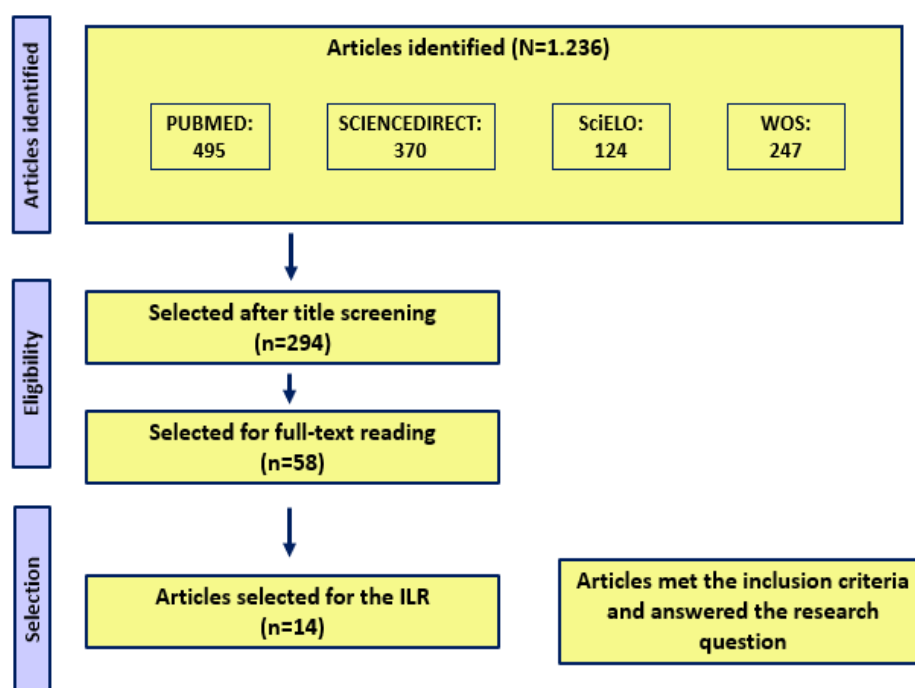 Articles identified
Articles identified (N=1.236)
PUBMED:
495
SCIENCEDIRECT:
370
SciELO:
124
WOS:
247
Eligibility
Selected after title screening
(n=294)
Selected for full-text reading
(n=58)
Selection
Articles selected for the ILR
(n=14)
Articles met the inclusion criteria
and answered the research
question